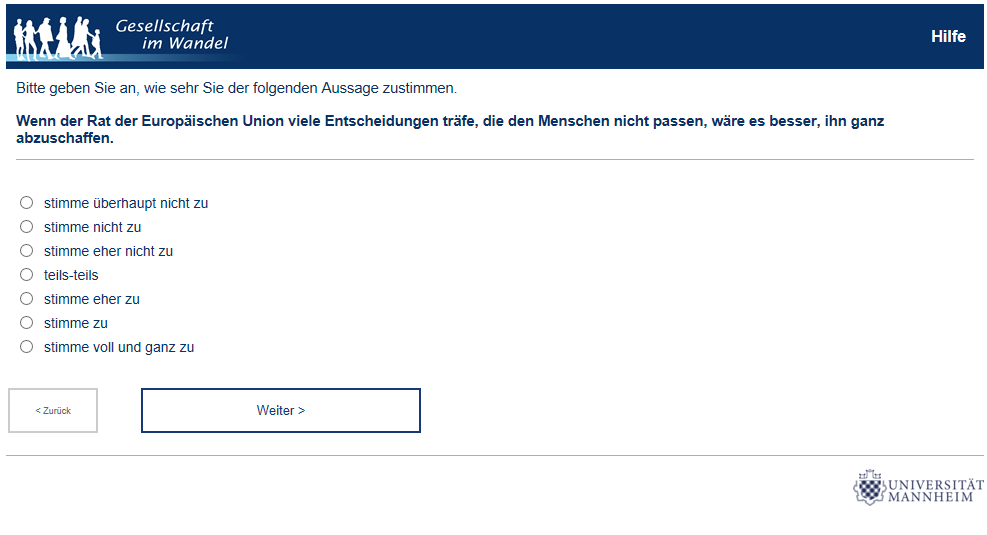 Gesellschaft
im Wandel
Hilfe
Bitte geben Sie an, wie sehr Sie der folgenden Aussage zustimmen.
Wenn der Rat der Europäischen Union viele Entscheidungen träfe, die den Menschen nicht passen, wäre es besser, ihn ganz
abzuschaffen.
stimme überhaupt nicht zu
stimme nicht zu
stimme eher nicht zu
teils-teils
stimme eher zu
stimme zu
stimme voll und ganz zu
< Zurück
Weiter >
UNIVERSITÄT
MANNHEIM